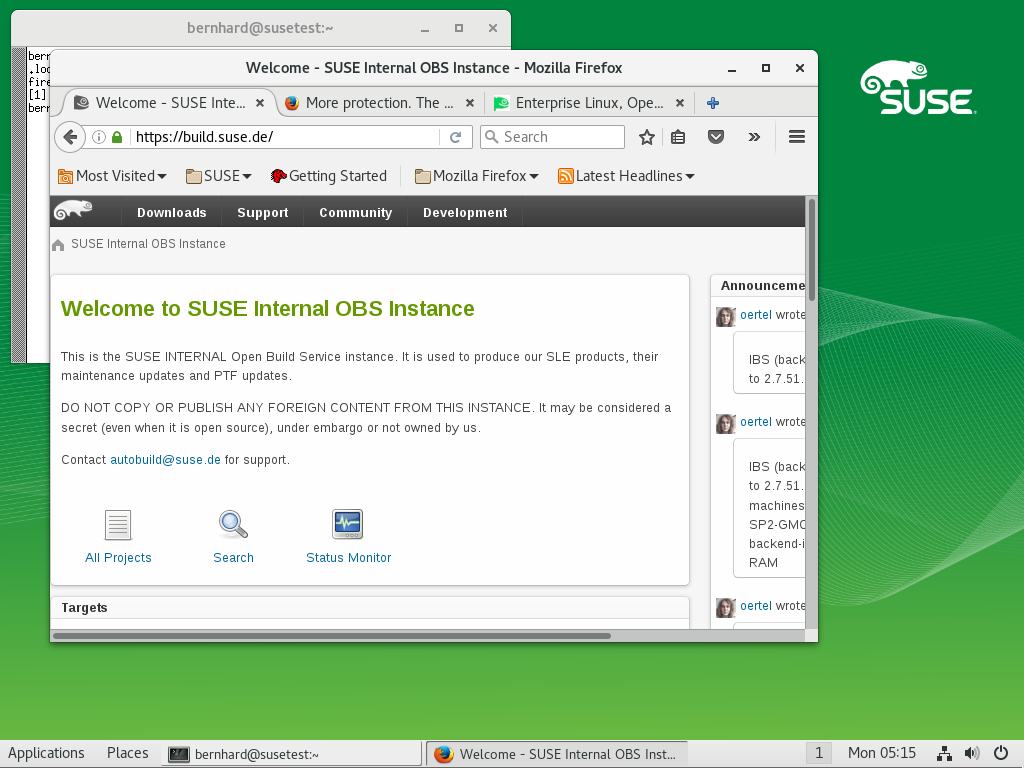 bernhard@susetest:~
bern
.loc
fire
[1]
bern
Welcome - SUSE Internal OBS Instance - Mozilla Firefox
Welcome - SUSE Inte... More protection. The ... Enterprise Linux, Ope...
https://build.suse.de/ Search
Most Visited SUSE Getting Started Mozilla Firefox Latest Headlines
Downloads Support Community Development
SUSE Internal OBS Instance
Welcome to SUSE Internal OBS Instance
This is the SUSE INTERNAL Open Build Service instance. It is used to produce our SLE products, their
maintenance updates and PTF updates.
DO NOT COPY OR PUBLISH ANY FOREIGN CONTENT FROM THIS INSTANCE. It may be considered a
secret (even when it is open source), under embargo or not owned by us.
Contact autobuild@suse.de for support.
All Projects Search Status Monitor
Targets
Announceme
oertel wrote
IBS (back
to 2.7.51.
oertel wrote
IBS (back
to 2.7.51.
machines
SP2-GMC
backend-i
RAM
oertel wrote
SUSE
Applications Places bernhard@susetest:~ Welcome - SUSE Internal OBS Inst... 1 Mon 05:15